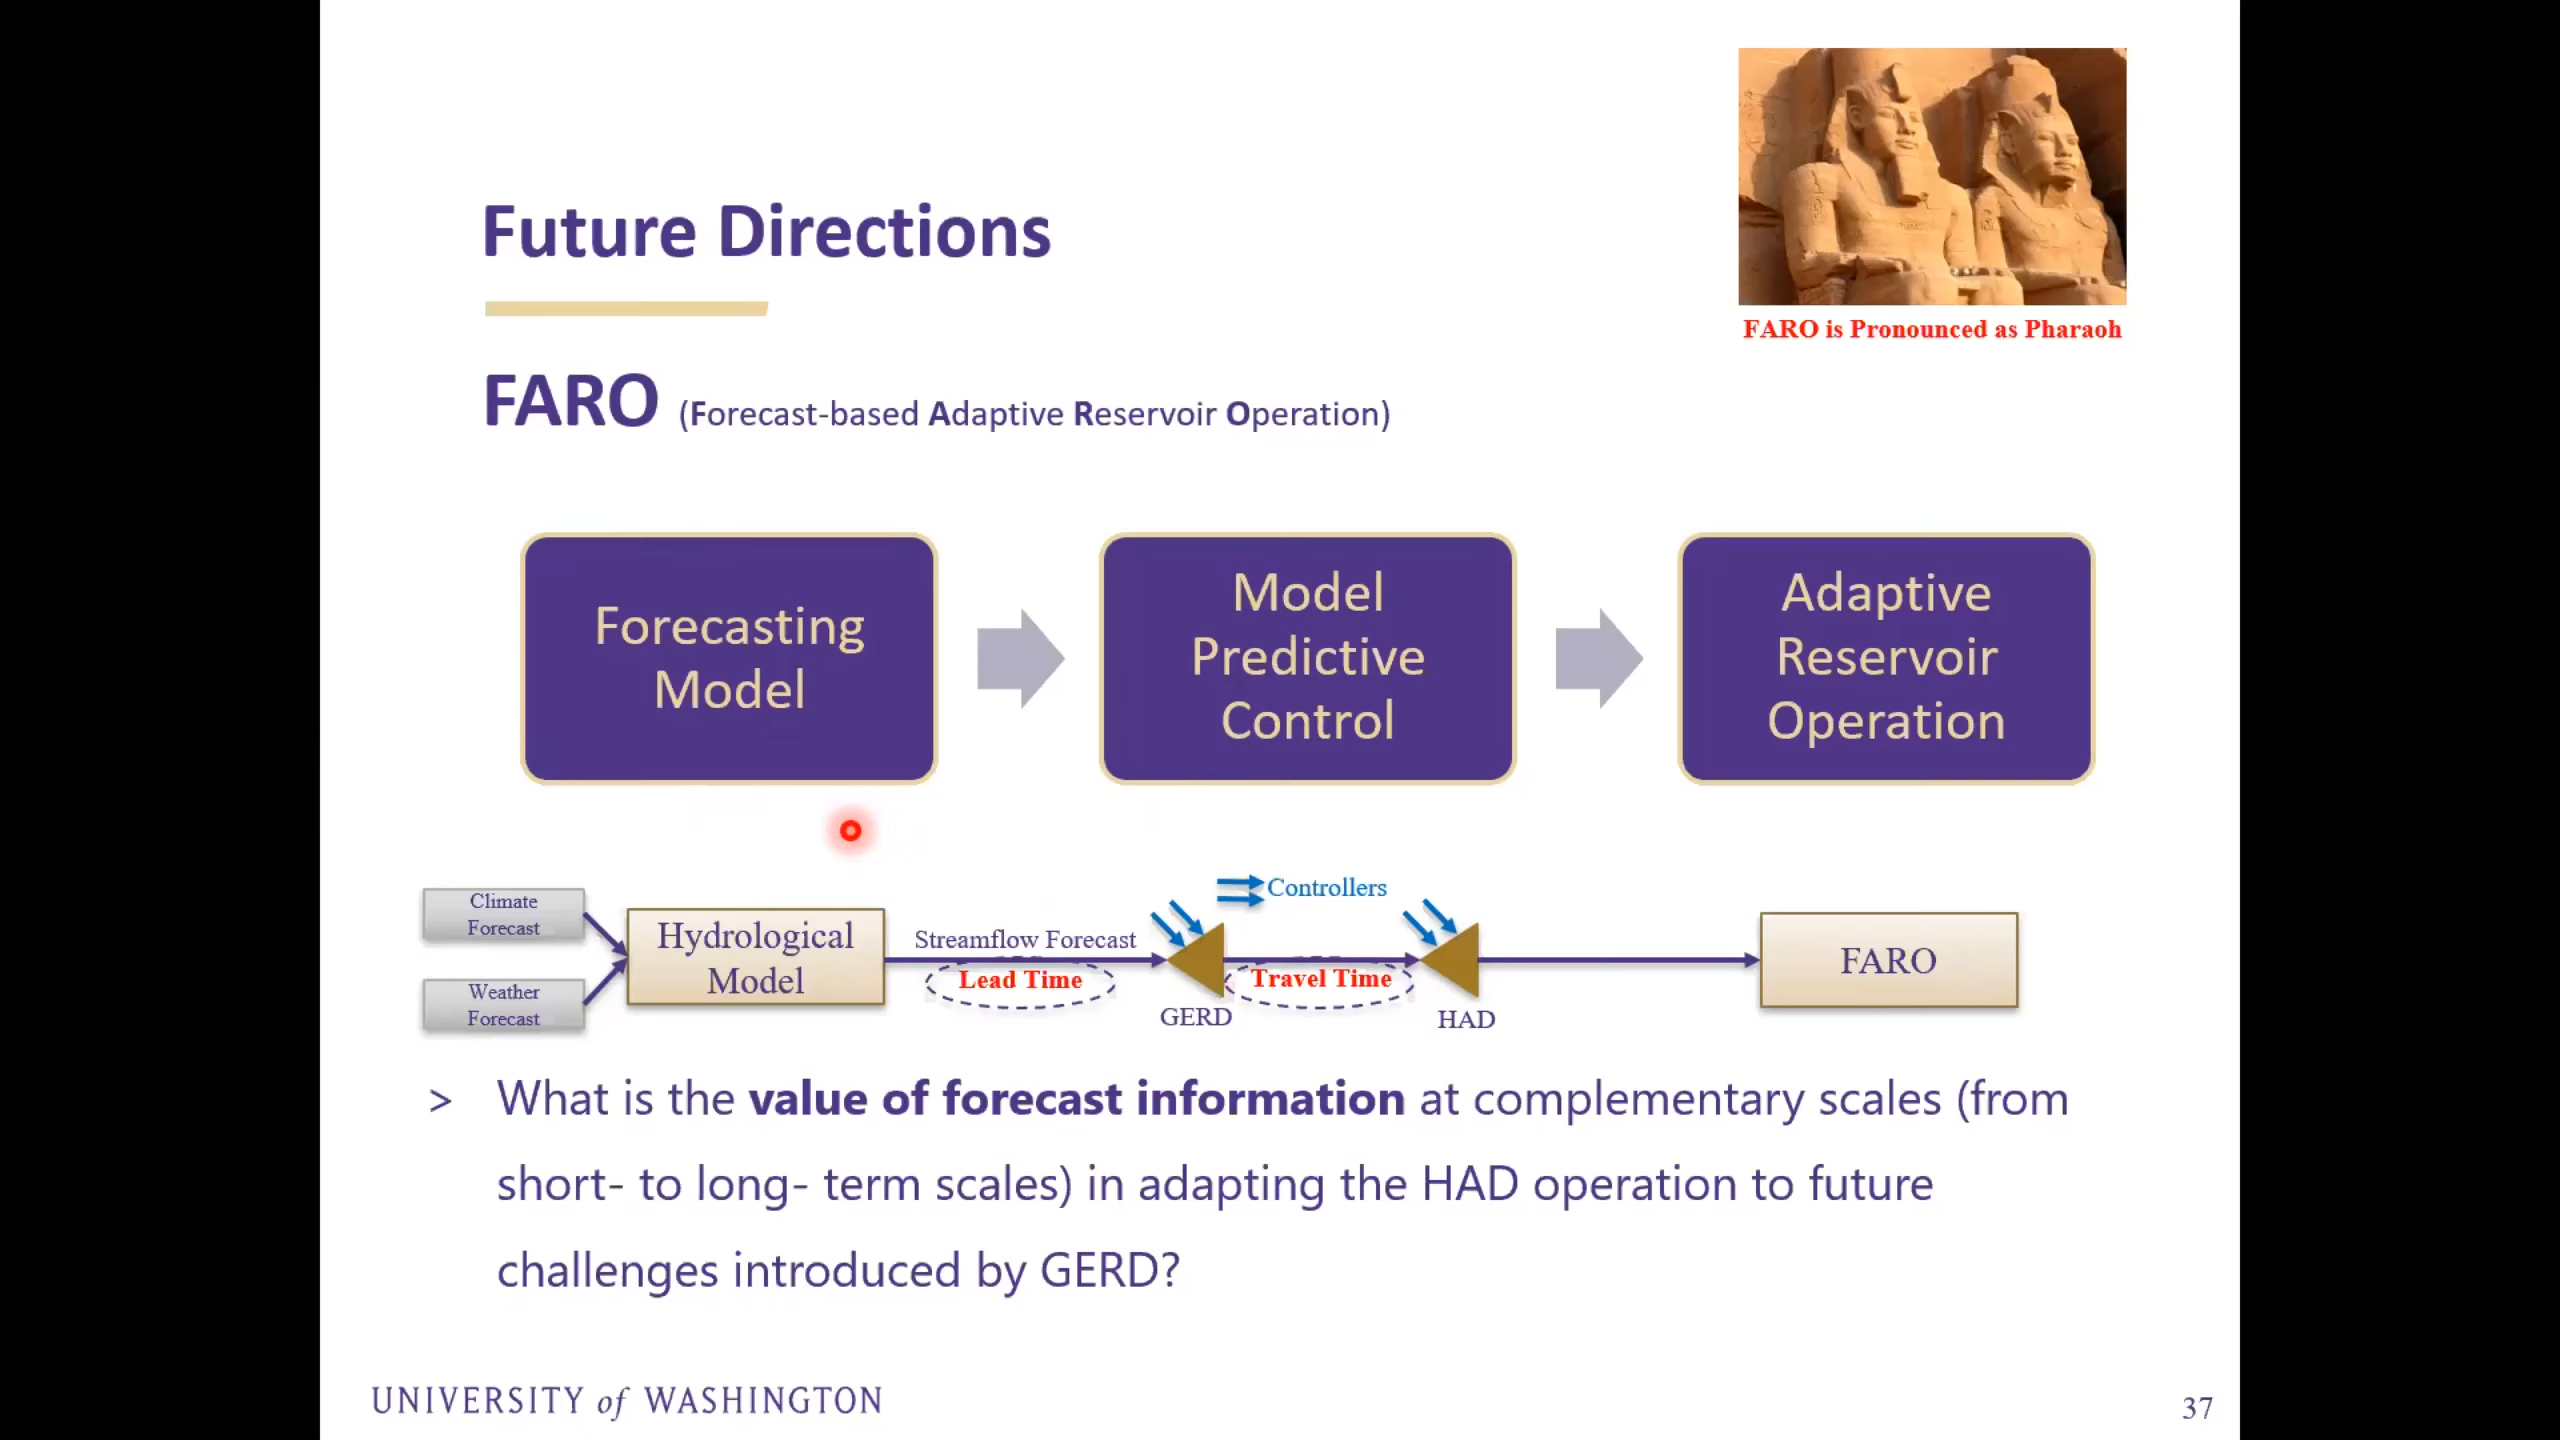 Future Directions
FARO is Pronounced as Pharaoh
FARO (Forecast-based Adaptive Reservoir Operation)
Forecasting
Model
Model
Predictive
Control
Adaptive
Reservoir
Operation
Climate
Forecast
Weather
Forecast
Hydrological
Model
Streamflow Forecast
Lead Time
Controllers
GERD
Travel Time
HAD
FARO
> What is the value of forecast information at complementary scales (from
short- to long- term scales) in adapting the HAD operation to future
challenges introduced by GERD?
UNIVERSITY of WASHINGTON
37